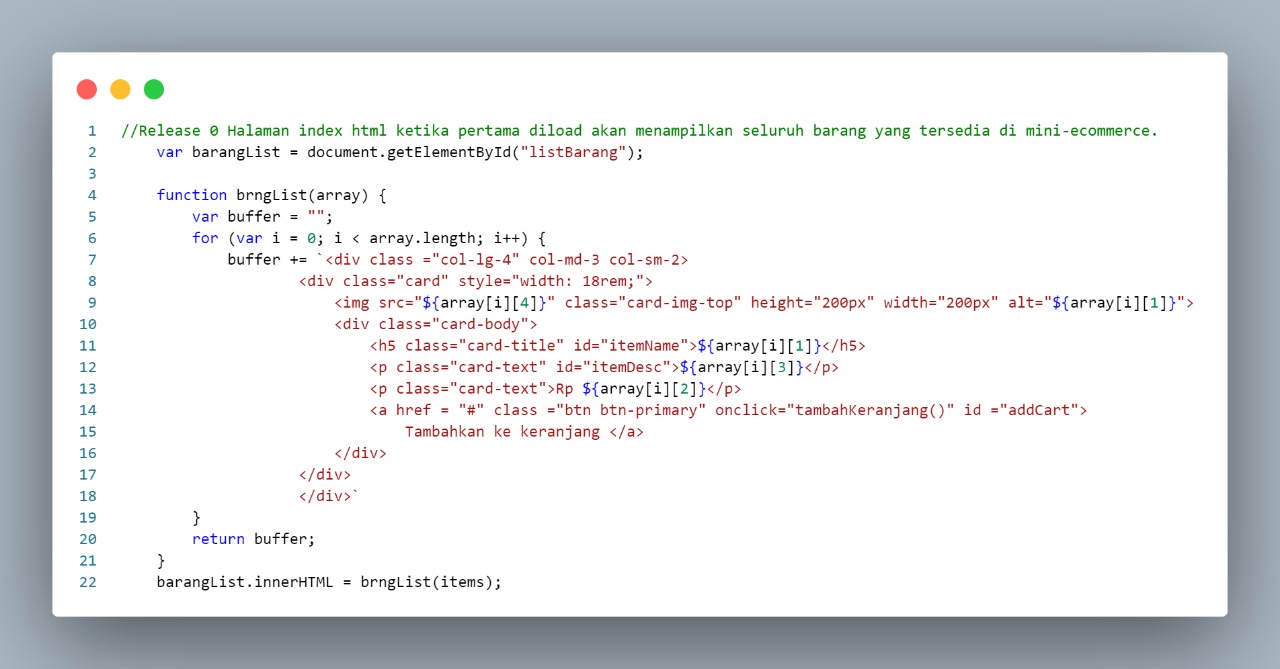 1 //Release 0 Halaman index html ketika pertama diload akan menampilkan seluruh barang yang tersedia di mini-ecommerce.
2     var barangList = document.getElementById("listBarang");
3
4     function brngList(array) {
5         var buffer = "";
6         for (var i = 0; i < array.length; i++) {
7             buffer += `<div class ="col-lg-4" col-md-3 col-sm-2>
8                     <div class="card" style="width: 18rem;">
9                         <img src="${array[i][4]}" class="card-img-top" height="200px" width="200px" alt="${array[i][1]}">
10                         <div class="card-body">
11                             <h5 class="card-title" id="itemName">${array[i][1]}</h5>
12                             <p class="card-text" id="itemDesc">${array[i][3]}</p>
13                             <p class="card-text">Rp ${array[i][2]}</p>
14                             <a href = "#" class ="btn btn-primary" onclick="tambahKeranjang()" id ="addCart">
15                                 Tambahkan ke keranjang </a>
16                         </div>
17                     </div>
18                     </div>`
19         }
20         return buffer;
21     }
22     barangList.innerHTML = brngList(items);